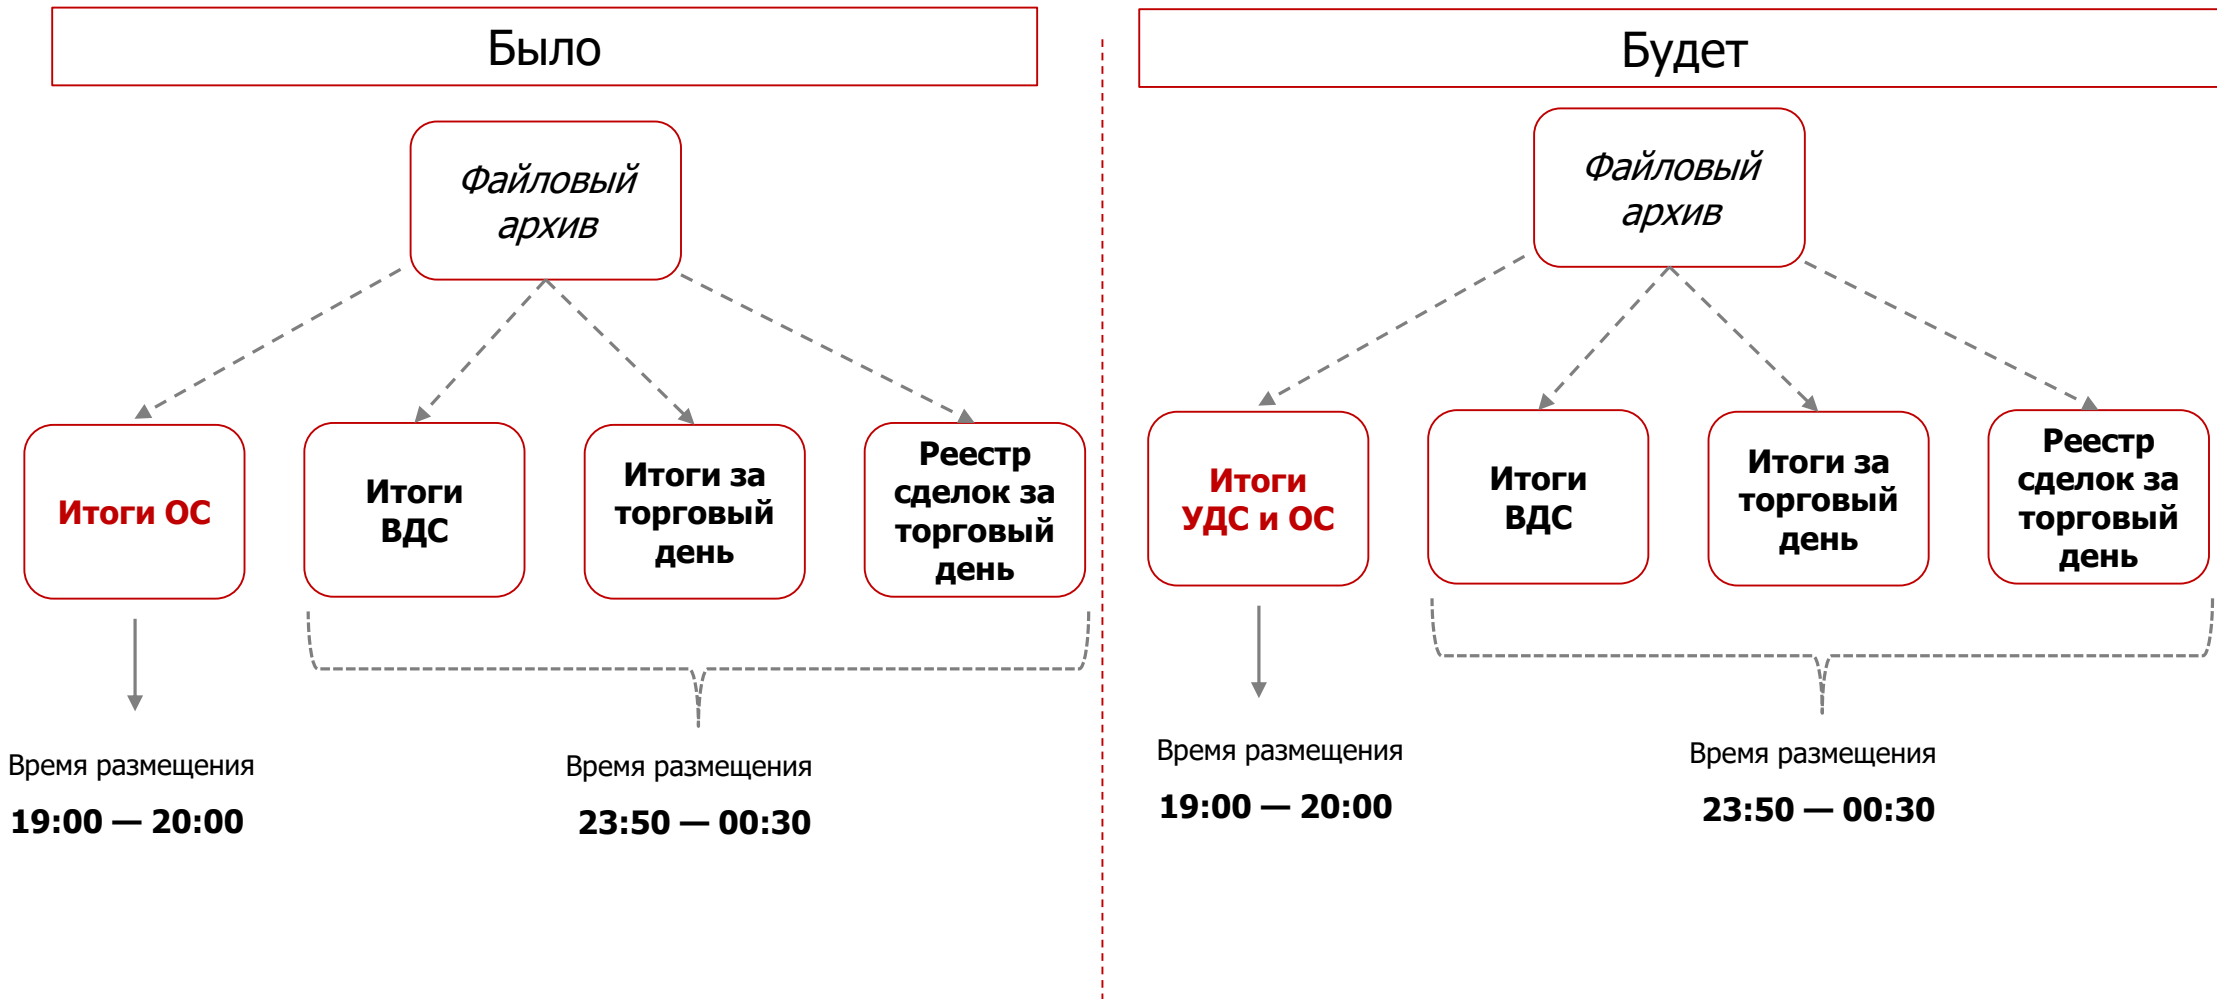 Было
Файловый
архив
Итоги ОС
Итоги
ВДС
Итоги за
торговый
день
Реестр
сделок за
торговый
день
Время размещения
19:00 — 20:00
Время размещения
23:50 — 00:30
Будет
Файловый
архив
Итоги
УДС и ОС
Итоги
ВДС
Итоги за
торговый
день
Реестр
сделок за
торговый
день
Время размещения
19:00 — 20:00
Время размещения
23:50 — 00:30